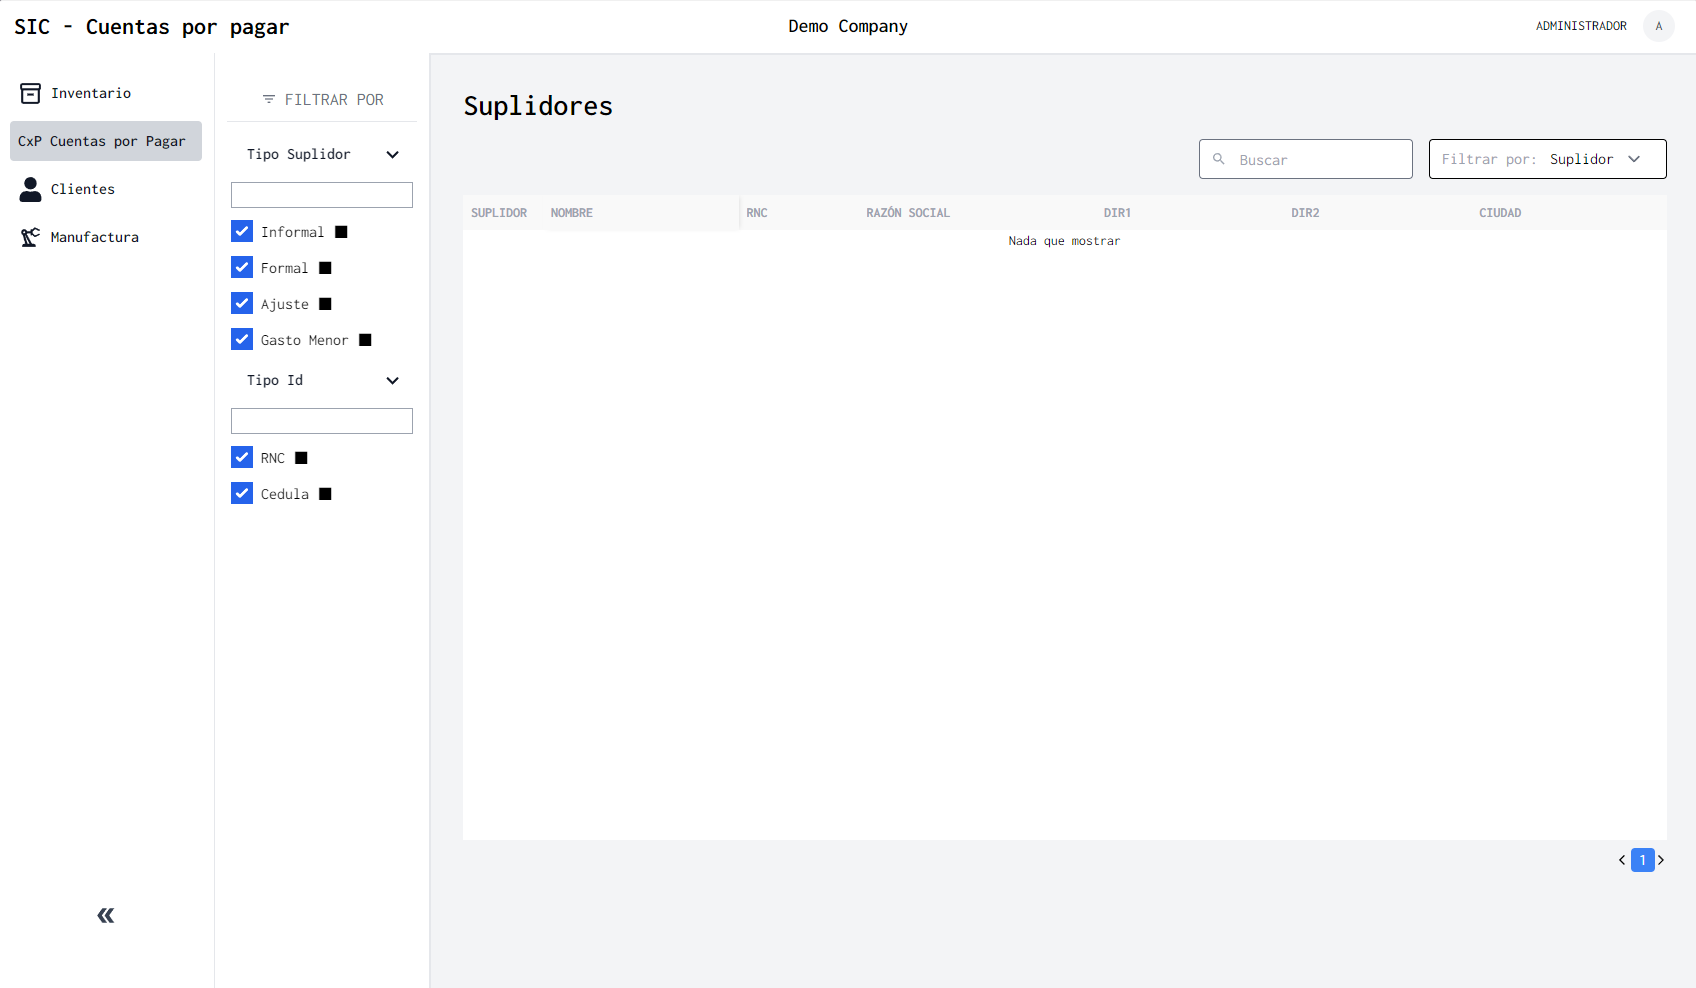 SIC - Cuentas por pagar
Demo Company
ADMINISTRADOR
A
Inventario
CxP Cuentas por Pagar
Clientes
Manufactura
FILTRAR POR
Tipo Suplidor
Informal
Formal
Ajuste
Gasto Menor
Tipo Id
RNC
Cedula
Suplidores
Buscar
Filtrar por: Suplidor
SUPLIDOR NOMBRE RNC RAZÓN SOCIAL DIR1 DIR2 CIUDAD
Nada que mostrar
1